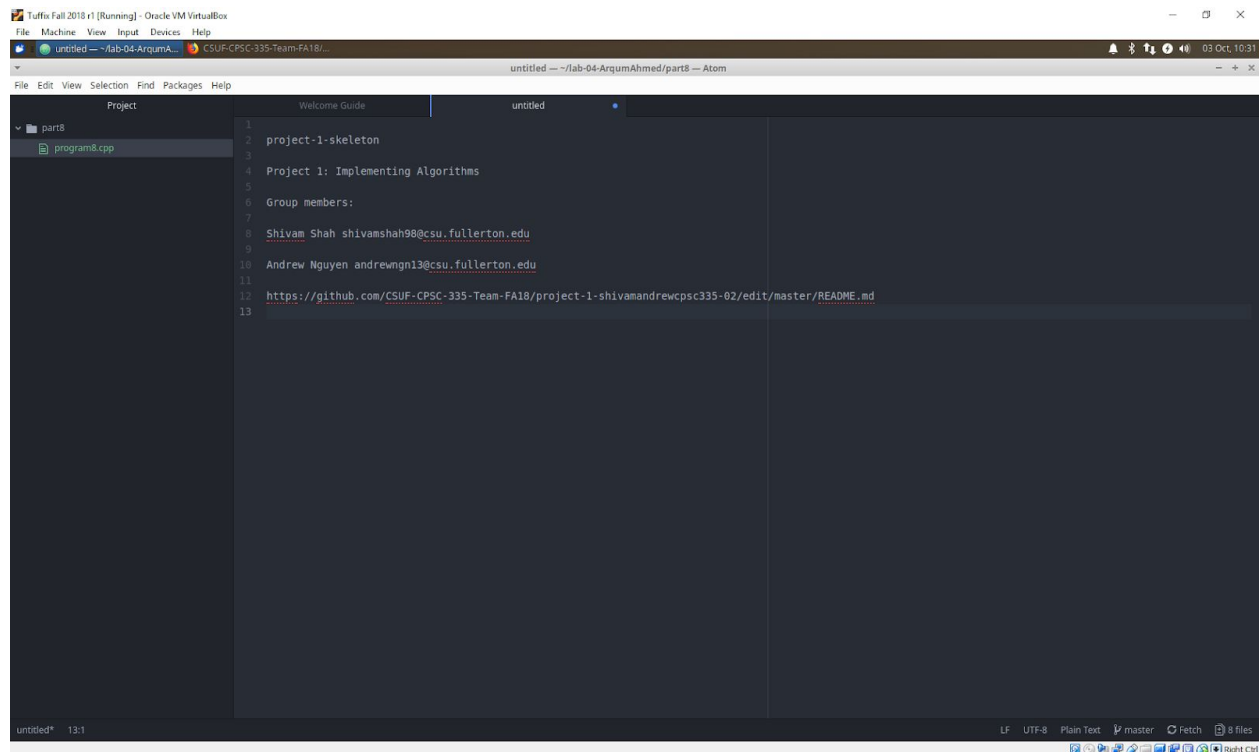 Tuffix Fall 2018 r1 [Running] - Oracle VM VirtualBox
File Machine View Input Devices Help
untitled — ~/lab-04-ArqumA... CSUF-CPSC-335-Team-FA18/... 03 Oct, 10:31
untitled — ~/lab-04-ArqumAhmed/part8 — Atom
File Edit View Selection Find Packages Help
Project Welcome Guide untitled
part8
program8.cpp
1
2 project-1-skeleton
3
4 Project 1: Implementing Algorithms
5
6 Group members:
7
8 Shivam Shah shivamshah98@csu.fullerton.edu
9
10 Andrew Nguyen andrewngn13@csu.fullerton.edu
11
12 https://github.com/CSUF-CPSC-335-Team-FA18/project-1-shivamandrewcpsc335-02/edit/master/README.md
13
untitled* 13:1 LF UTF-8 Plain Text master Fetch 8 files
Right Ctrl